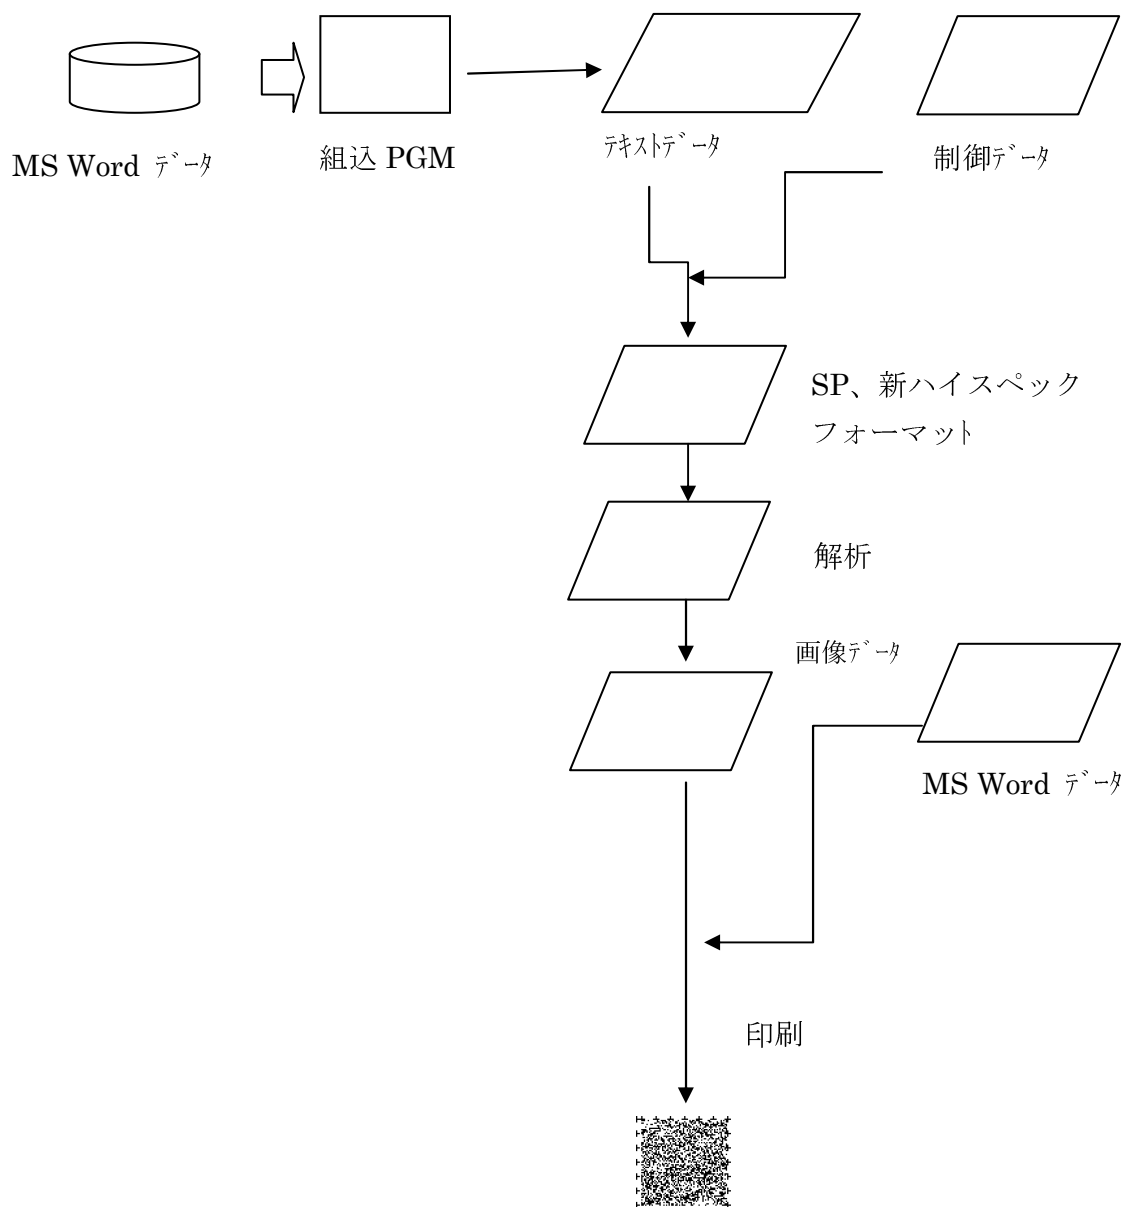 MS Word ﾃﾞｰﾀ
組込 PGM
ﾃｷｽﾄﾃﾞｰﾀ
制御ﾃﾞｰﾀ
SP、新ハイスペック
フォーマット
解析
画像ﾃﾞｰﾀ
MS Word ﾃﾞｰﾀ
印刷